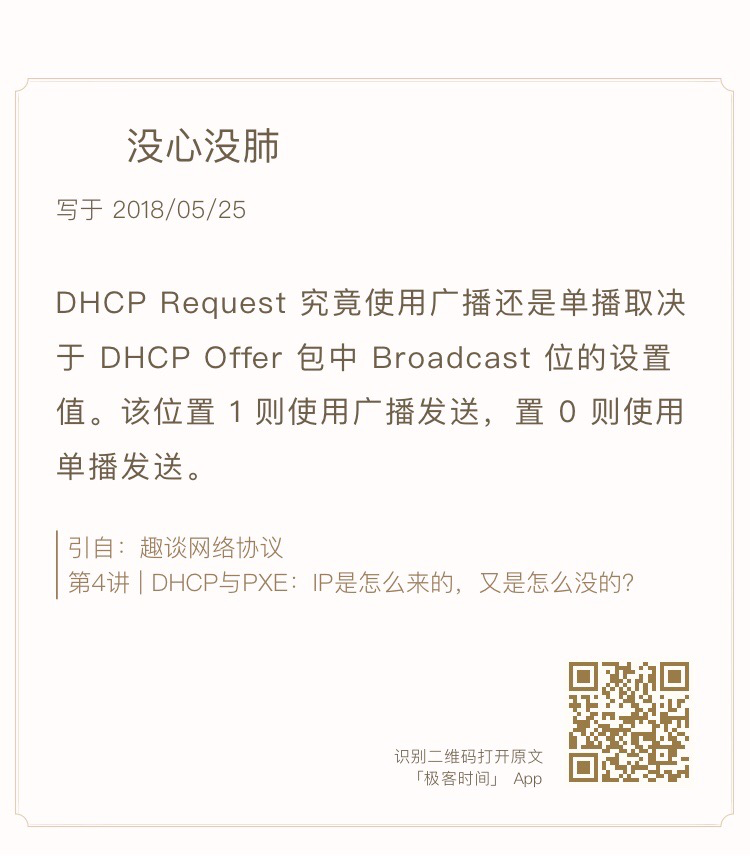 没心没肺
写于 2018/05/25
DHCP Request 究竟使用广播还是单播取决
于 DHCP Offer 包中 Broadcast 位的设置
值。该位置 1 则使用广播发送，置 0 则使用
单播发送。
引自：趣谈网络协议
第4讲 | DHCP与PXE：IP是怎么来的，又是怎么没的？
识别二维码打开原文
「极客时间」 App